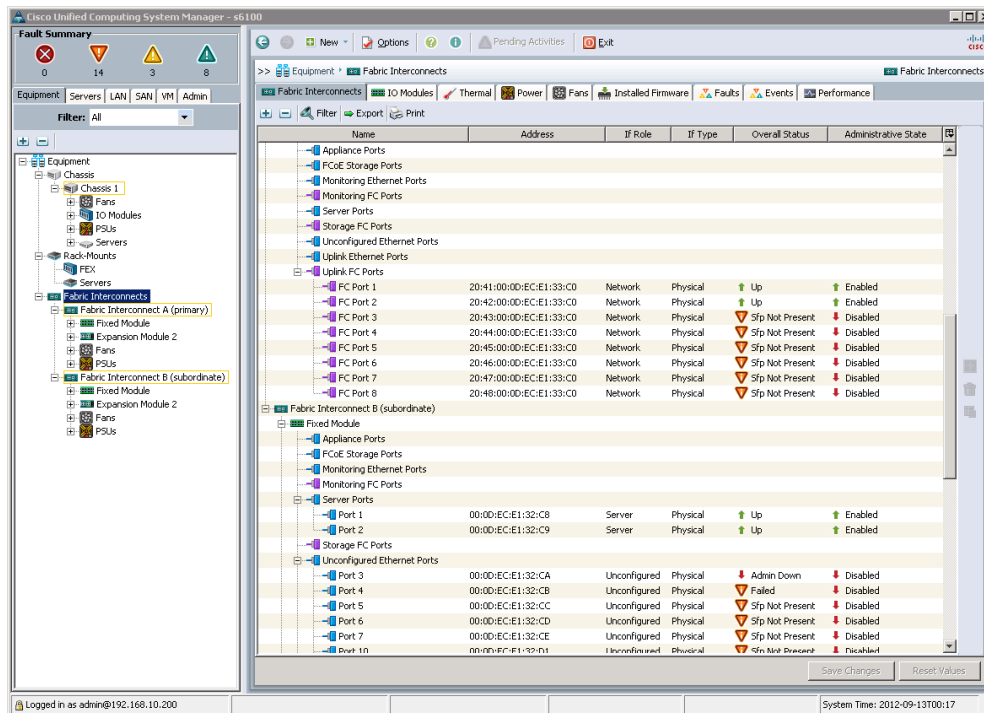 Cisco Unified Computing System Manager - s6100
Fault Summary
0 14 3 8
Equipment Servers LAN SAN VM Admin
Filter: All
Equipment
Chassis
Chassis 1
Fans
IO Modules
PSUs
Servers
Rack-Mounts
FEX
Servers
Fabric Interconnects
Fabric Interconnect A (primary)
Fixed Module
Expansion Module 2
Fans
PSUs
Fabric Interconnect B (subordinate)
Fixed Module
Expansion Module 2
Fans
PSUs
New Options Pending Activities Exit
CISCO
>> Equipment Fabric Interconnects Fabric Interconnects
Fabric Interconnects IO Modules Thermal Power Fans Installed Firmware Faults Events Performance
Filter Export Print
Name Address If Role If Type Overall Status Administrative State
Appliance Ports
FCoE Storage Ports
Monitoring Ethernet Ports
Monitoring FC Ports
Server Ports
Storage FC Ports
Unconfigured Ethernet Ports
Uplink Ethernet Ports
Uplink FC Ports
FC Port 1 20:41:00:0D:EC:E1:33:C0 Network Physical Up Enabled
FC Port 2 20:42:00:0D:EC:E1:33:C0 Network Physical Up Enabled
FC Port 3 20:43:00:0D:EC:E1:33:C0 Network Physical Sfp Not Present Disabled
FC Port 4 20:44:00:0D:EC:E1:33:C0 Network Physical Sfp Not Present Disabled
FC Port 5 20:45:00:0D:EC:E1:33:C0 Network Physical Sfp Not Present Disabled
FC Port 6 20:46:00:0D:EC:E1:33:C0 Network Physical Sfp Not Present Disabled
FC Port 7 20:47:00:0D:EC:E1:33:C0 Network Physical Sfp Not Present Disabled
FC Port 8 20:48:00:0D:EC:E1:33:C0 Network Physical Sfp Not Present Disabled
Fabric Interconnect B (subordinate)
Fixed Module
Appliance Ports
FCoE Storage Ports
Monitoring Ethernet Ports
Monitoring FC Ports
Server Ports
Port 1 00:0D:EC:E1:32:C8 Server Physical Up Enabled
Port 2 00:0D:EC:E1:32:C9 Server Physical Up Enabled
Storage FC Ports
Unconfigured Ethernet Ports
Port 3 00:0D:EC:E1:32:CA Unconfigured Physical Admin Down Disabled
Port 4 00:0D:EC:E1:32:CB Unconfigured Physical Failed Disabled
Port 5 00:0D:EC:E1:32:CC Unconfigured Physical Sfp Not Present Disabled
Port 6 00:0D:EC:E1:32:CD Unconfigured Physical Sfp Not Present Disabled
Port 7 00:0D:EC:E1:32:CE Unconfigured Physical Sfp Not Present Disabled
Port 10 00:0D:EC:E1:32:D1 Unconfigured Physical Sfp Not Present Disabled
Save Changes Reset Values
Logged in as admin@192.168.10.200 System Time: 2012-09-13T00:17